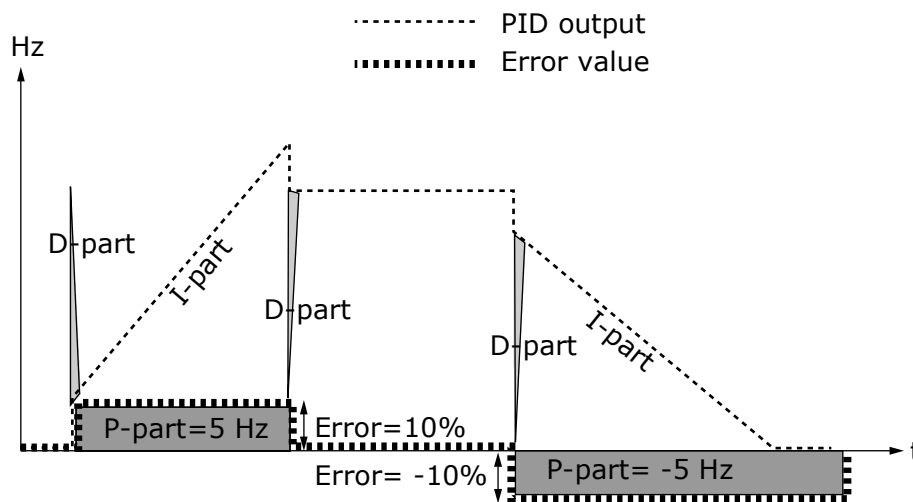 PID output
Hz
Error value
D-part
I-part
D-part
I-part
D-part
P-part=5 Hz
Error=10%
t
Error= -10%
P-part= -5 Hz